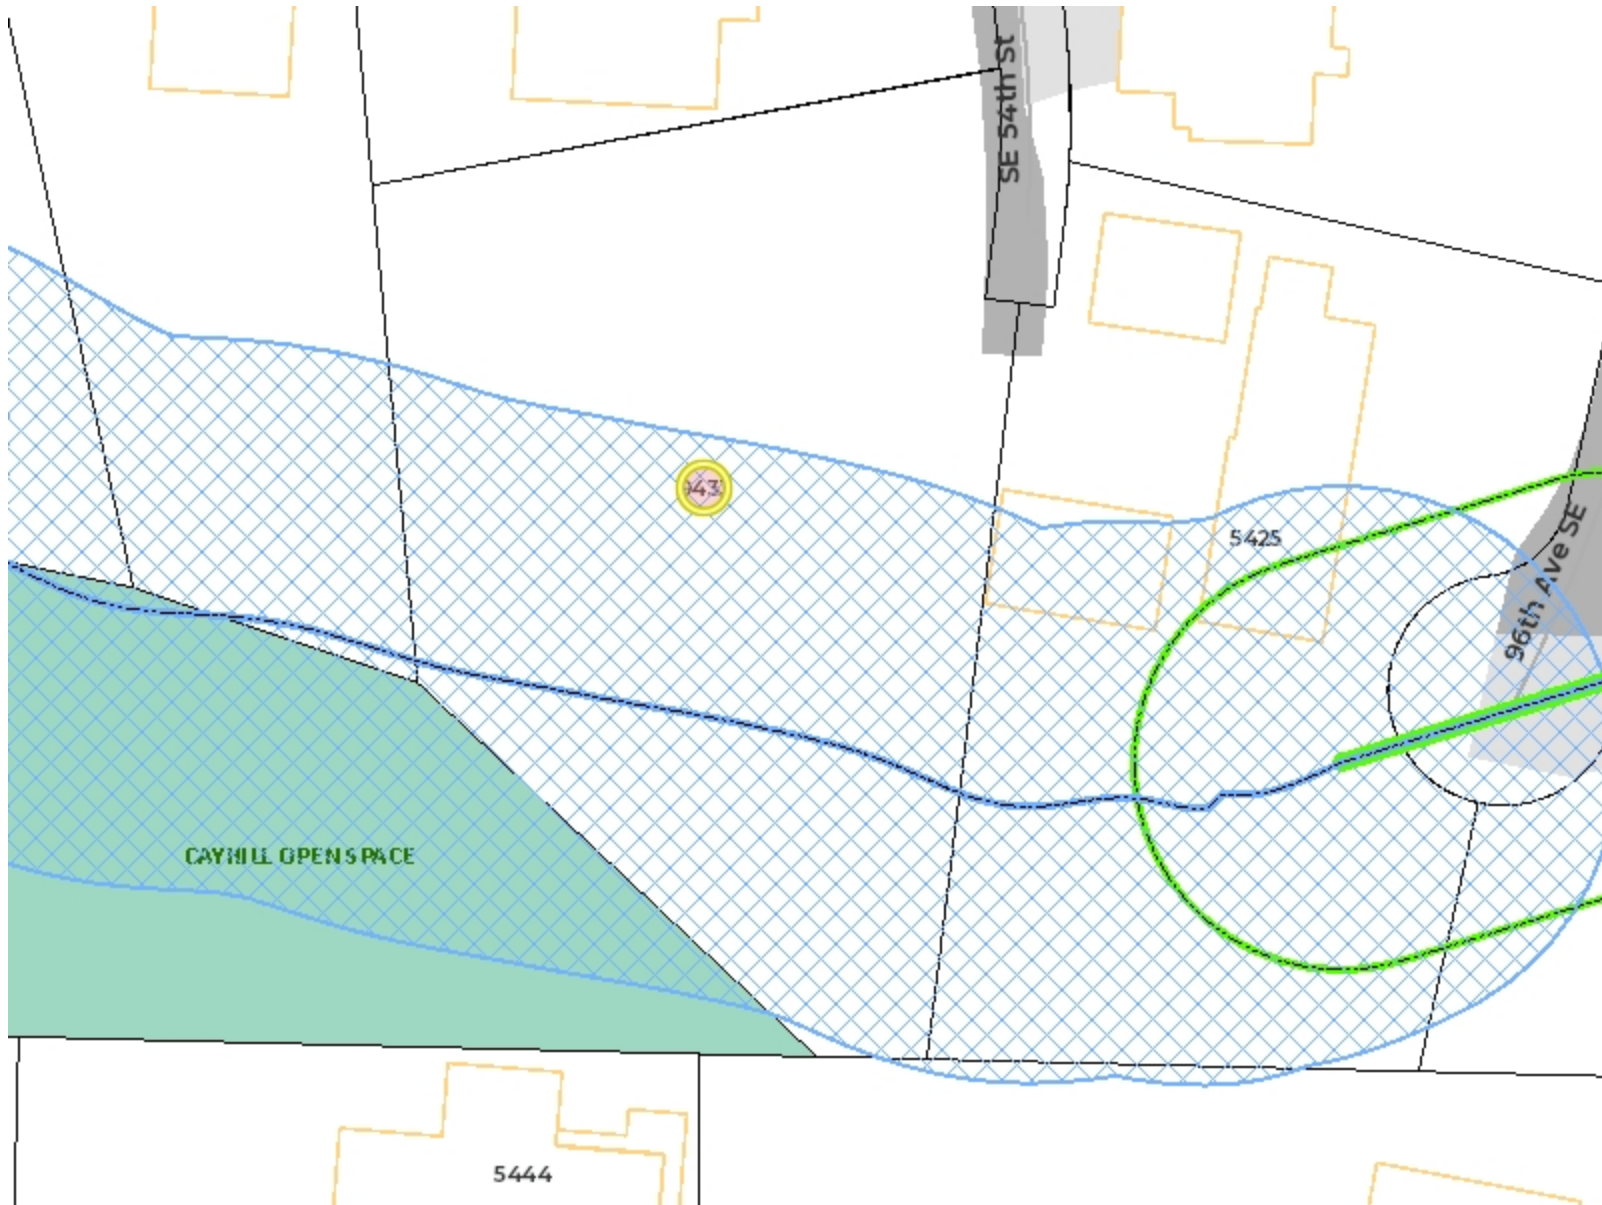 SE 54th St
5425
96th Ave SE
CAYHILL OPEN SPACE
5444